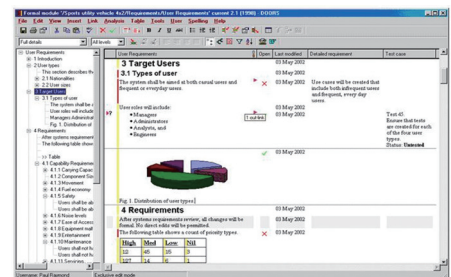 Formal module '/Sports utility vehicle 4x2/Requirements/User Requirements' current 2.1 [1998] - DOORS
File Edit View Insert Link Analysis Table Tools User Spelling Help
Full details
All levels
User Requirements
1 Introduction
2 User types
This section describes the
2.1 Nationalities
2.2 User sizes
3 Target Users
3.1 Types of user
The system shall be
User roles will include
Managers Administrat
Fig. 1. Distribution of
4 Requirements
After systems requirement
The following table show
Table
4.1 Capability Requirements
4.1.1 Carrying Capac
4.1.2 Component Size
4.1.3 Movement
4.1.4 Fuel economy
4.1.5 Safety
Users shall be
Users shall be
4.1.6 Noise levels
4.1.7 Ease of Access
4.1.8 Equipment
4.1.9 Entertainment
4.1.10 Maintenance
Users shall not
Users shall not
4.1.11 Services
User Requirements Open Last modified Detailed requirement Test case
3 Target Users 03 May 2002
3.1 Types of user 03 May 2002
The system shall be aimed at both casual users and frequent or everyday users. 03 May 2002 Use cases will be created that
include both infrequent users
and frequent, every day
users.
User roles will include: 03 May 2002
Managers 1 out-link 03 May 2002 Test 45
Administrators Ensure that tests
Analysts, and are created for each
Engineers of the four user
types.
Status: Untested
03 May 2002
Fig. 1. Distribution of user types.
4 Requirements 03 May 2002
After systems requirements review, all changes will be 03 May 2002
formal. No direct edits will be permitted.
The following table shows a count of priority types. 03 May 2002
High Med Low Nil
12 45 15 3
127 14 6 1
Username: Paul Raymond Exclusive edit mode